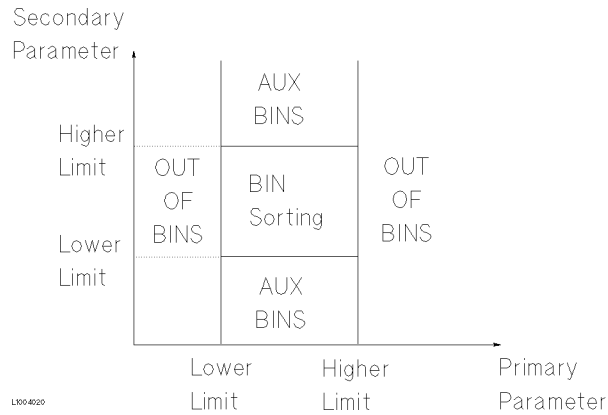 Secondary
Parameter
AUX
BINS
Higher
Limit
OUT
OF
BINS
BIN
Sorting
OUT
OF
BINS
Lower
Limit
AUX
BINS
Lower
Limit
Higher
Limit
Primary
Parameter
L1004020